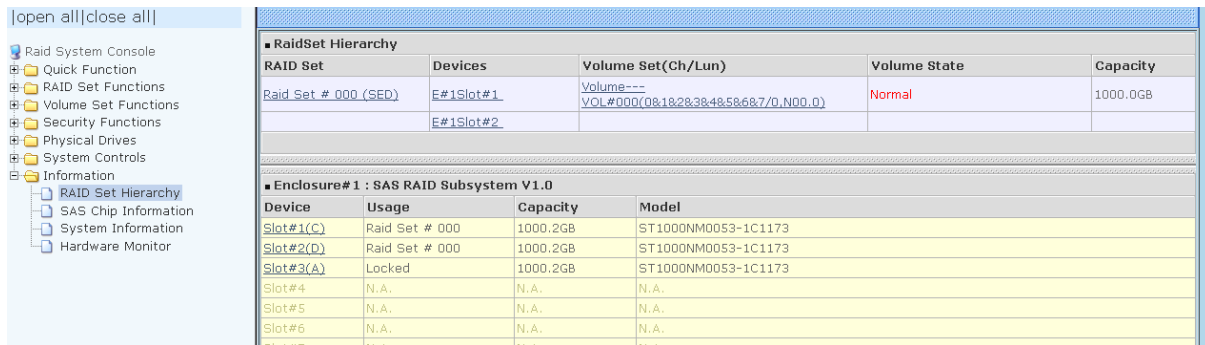 |open all|close all|
Raid System Console
Quick Function
RAID Set Functions
Volume Set Functions
Security Functions
Physical Drives
System Controls
Information
RAID Set Hierarchy
SAS Chip Information
System Information
Hardware Monitor
RaidSet Hierarchy
RAID Set Devices Volume Set(Ch/Lun) Volume State Capacity
Raid Set # 000 (SED) E#1Slot#1 Volume--- Normal 1000.0GB
VOL#000(0&1&2&3&4&5&6&7/0,N00.0)
E#1Slot#2
Enclosure#1 : SAS RAID Subsystem V1.0
Device Usage Capacity Model
Slot#1(C) Raid Set # 000 1000.2GB ST1000NM0053-1C1173
Slot#2(D) Raid Set # 000 1000.2GB ST1000NM0053-1C1173
Slot#3(A) Locked 1000.2GB ST1000NM0053-1C1173
Slot#4 N.A. N.A. N.A.
Slot#5 N.A. N.A. N.A.
Slot#6 N.A. N.A. N.A.